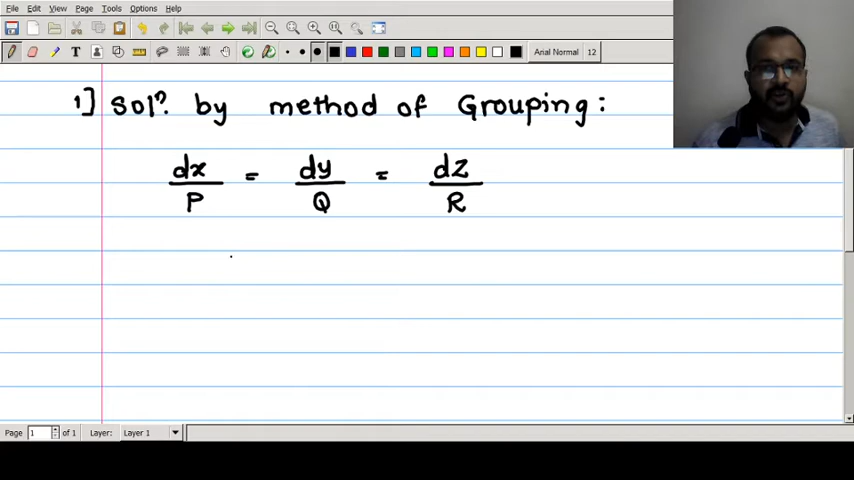 File Edit View Page Tools Options Help
Arial Normal 12
1] Solⁿ. by method of Grouping :
dx/P = dy/Q = dz/R
Page 1 of 1 Layer: Layer 1